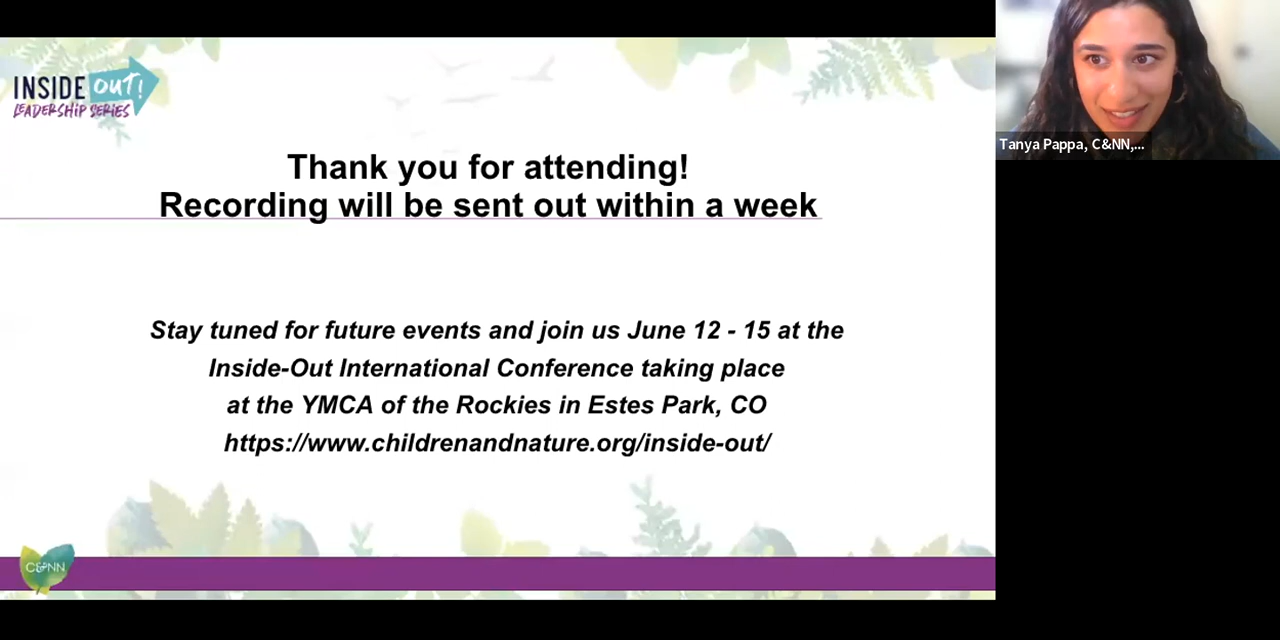 INSIDE OUT!
LEADERSHIP SERIES
Thank you for attending!
Recording will be sent out within a week
Stay tuned for future events and join us June 12 - 15 at the
Inside-Out International Conference taking place
at the YMCA of the Rockies in Estes Park, CO
https://www.childrenandnature.org/inside-out/
C&NN
Tanya Pappa, C&NN,...